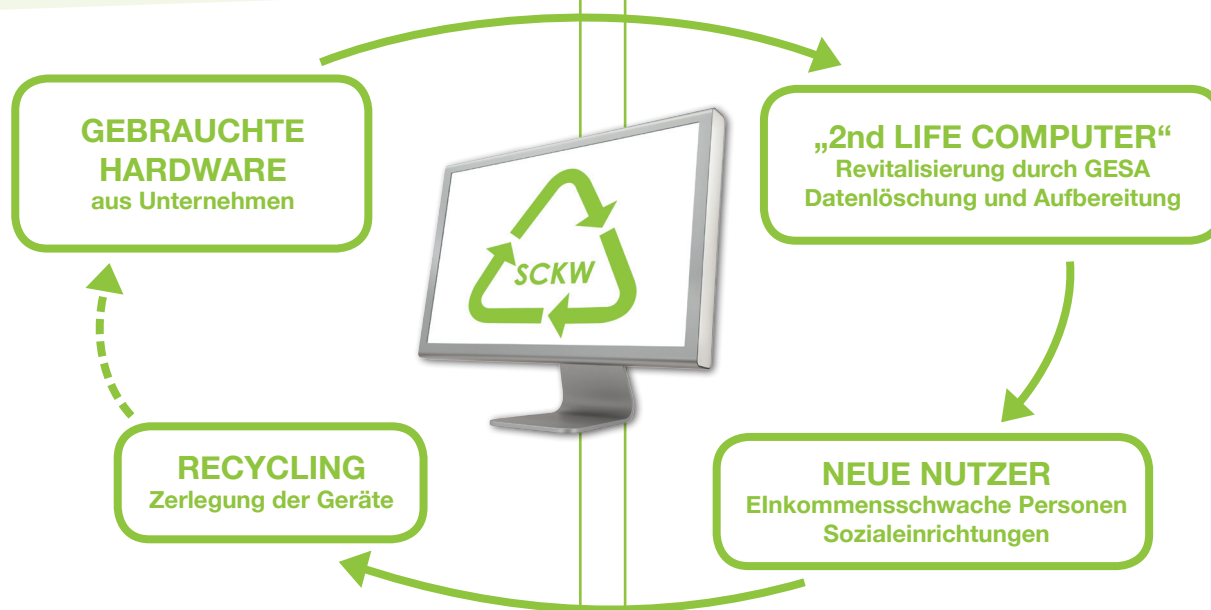 GEBRAUCHTE
HARDWARE
aus Unternehmen
„2nd LIFE COMPUTER“
Revitalisierung durch GESA
Datenlöschung und Aufbereitung
SCKW
RECYCLING
Zerlegung der Geräte
NEUE NUTZER
EInkommensschwache Personen
Sozialeinrichtungen